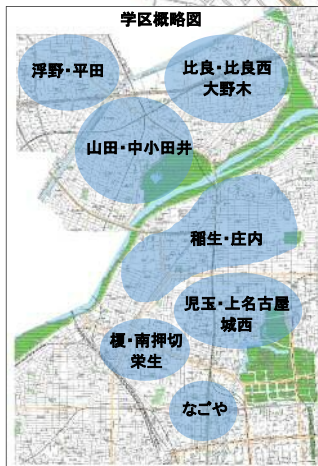 学区概略図
浮野・平田
比良・比良西
大野木
山田・中小田井
稲生・庄内
児玉・上名古屋
城西
榎・南押切
栄生
なごや